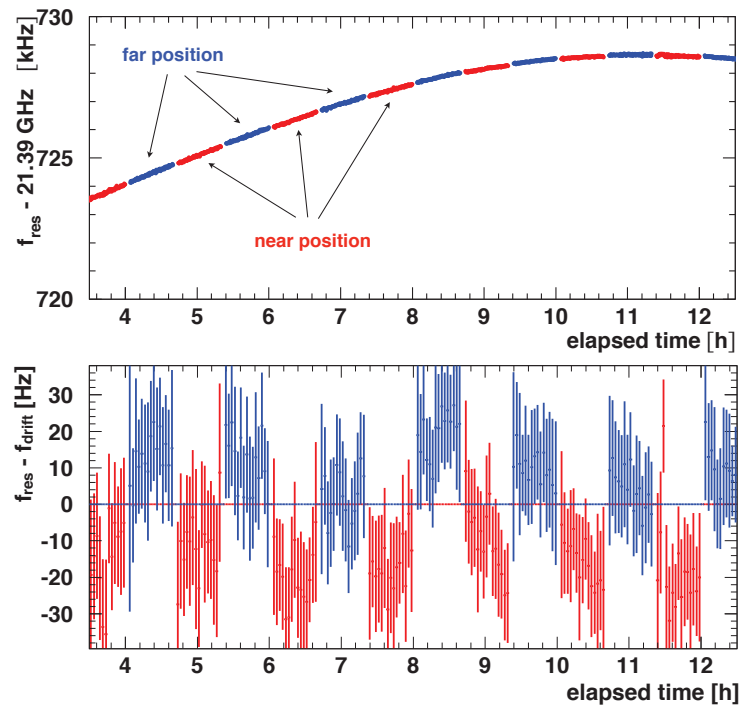 730
725
720
f_res - 21.39 GHz [kHz]
far position
near position
4 5 6 7 8 9 10 11 12
elapsed time [h]
30
20
10
0
-10
-20
-30
f_res - f_drift [Hz]
4 5 6 7 8 9 10 11 12
elapsed time [h]